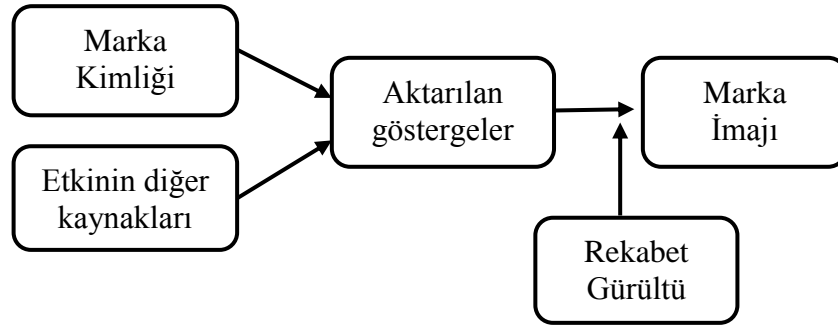 Marka
Kimliği
Etkinin diğer
kaynakları
Aktarılan
göstergeler
Marka
İmajı
Rekabet
Gürültü